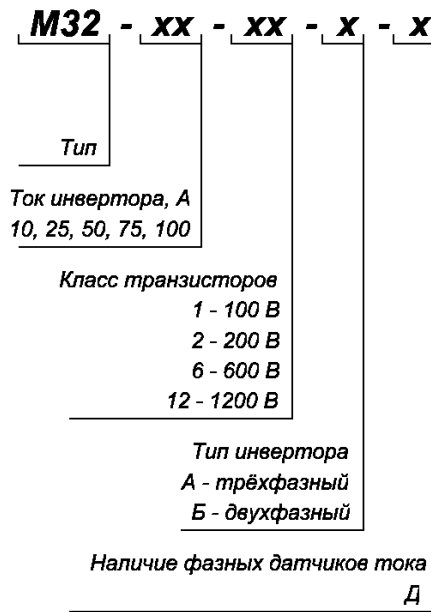 М32 - xx - xx - x - x
Тип
Ток инвертора, А
10, 25, 50, 75, 100
Класс транзисторов
1 - 100 В
2 - 200 В
6 - 600 В
12 - 1200 В
Тип инвертора
А - трёхфазный
Б - двухфазный
Наличие фазных датчиков тока
Д